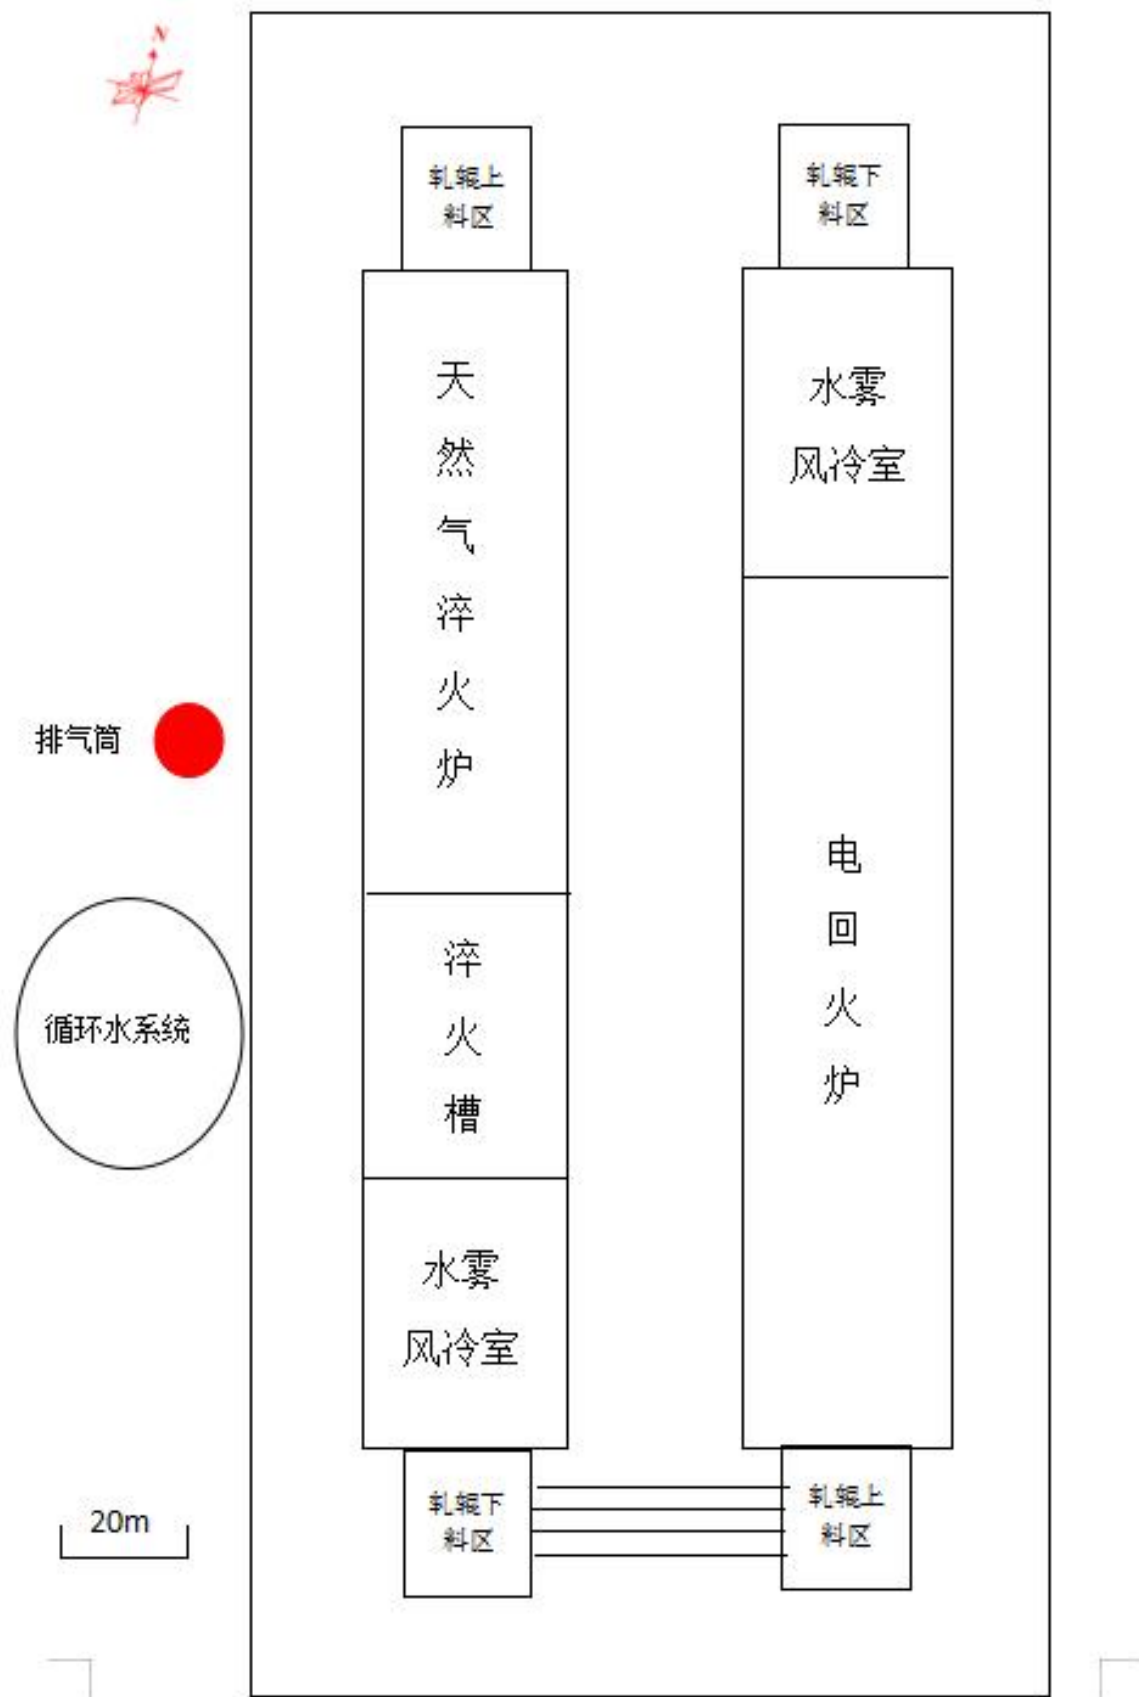 N
轧辊上
料区
轧辊下
料区
天
然
气
淬
火
炉
水雾
风冷室
排气筒
电
回
火
炉
淬
火
槽
循环水系统
水雾
风冷室
轧辊下
料区
轧辊上
料区
20m